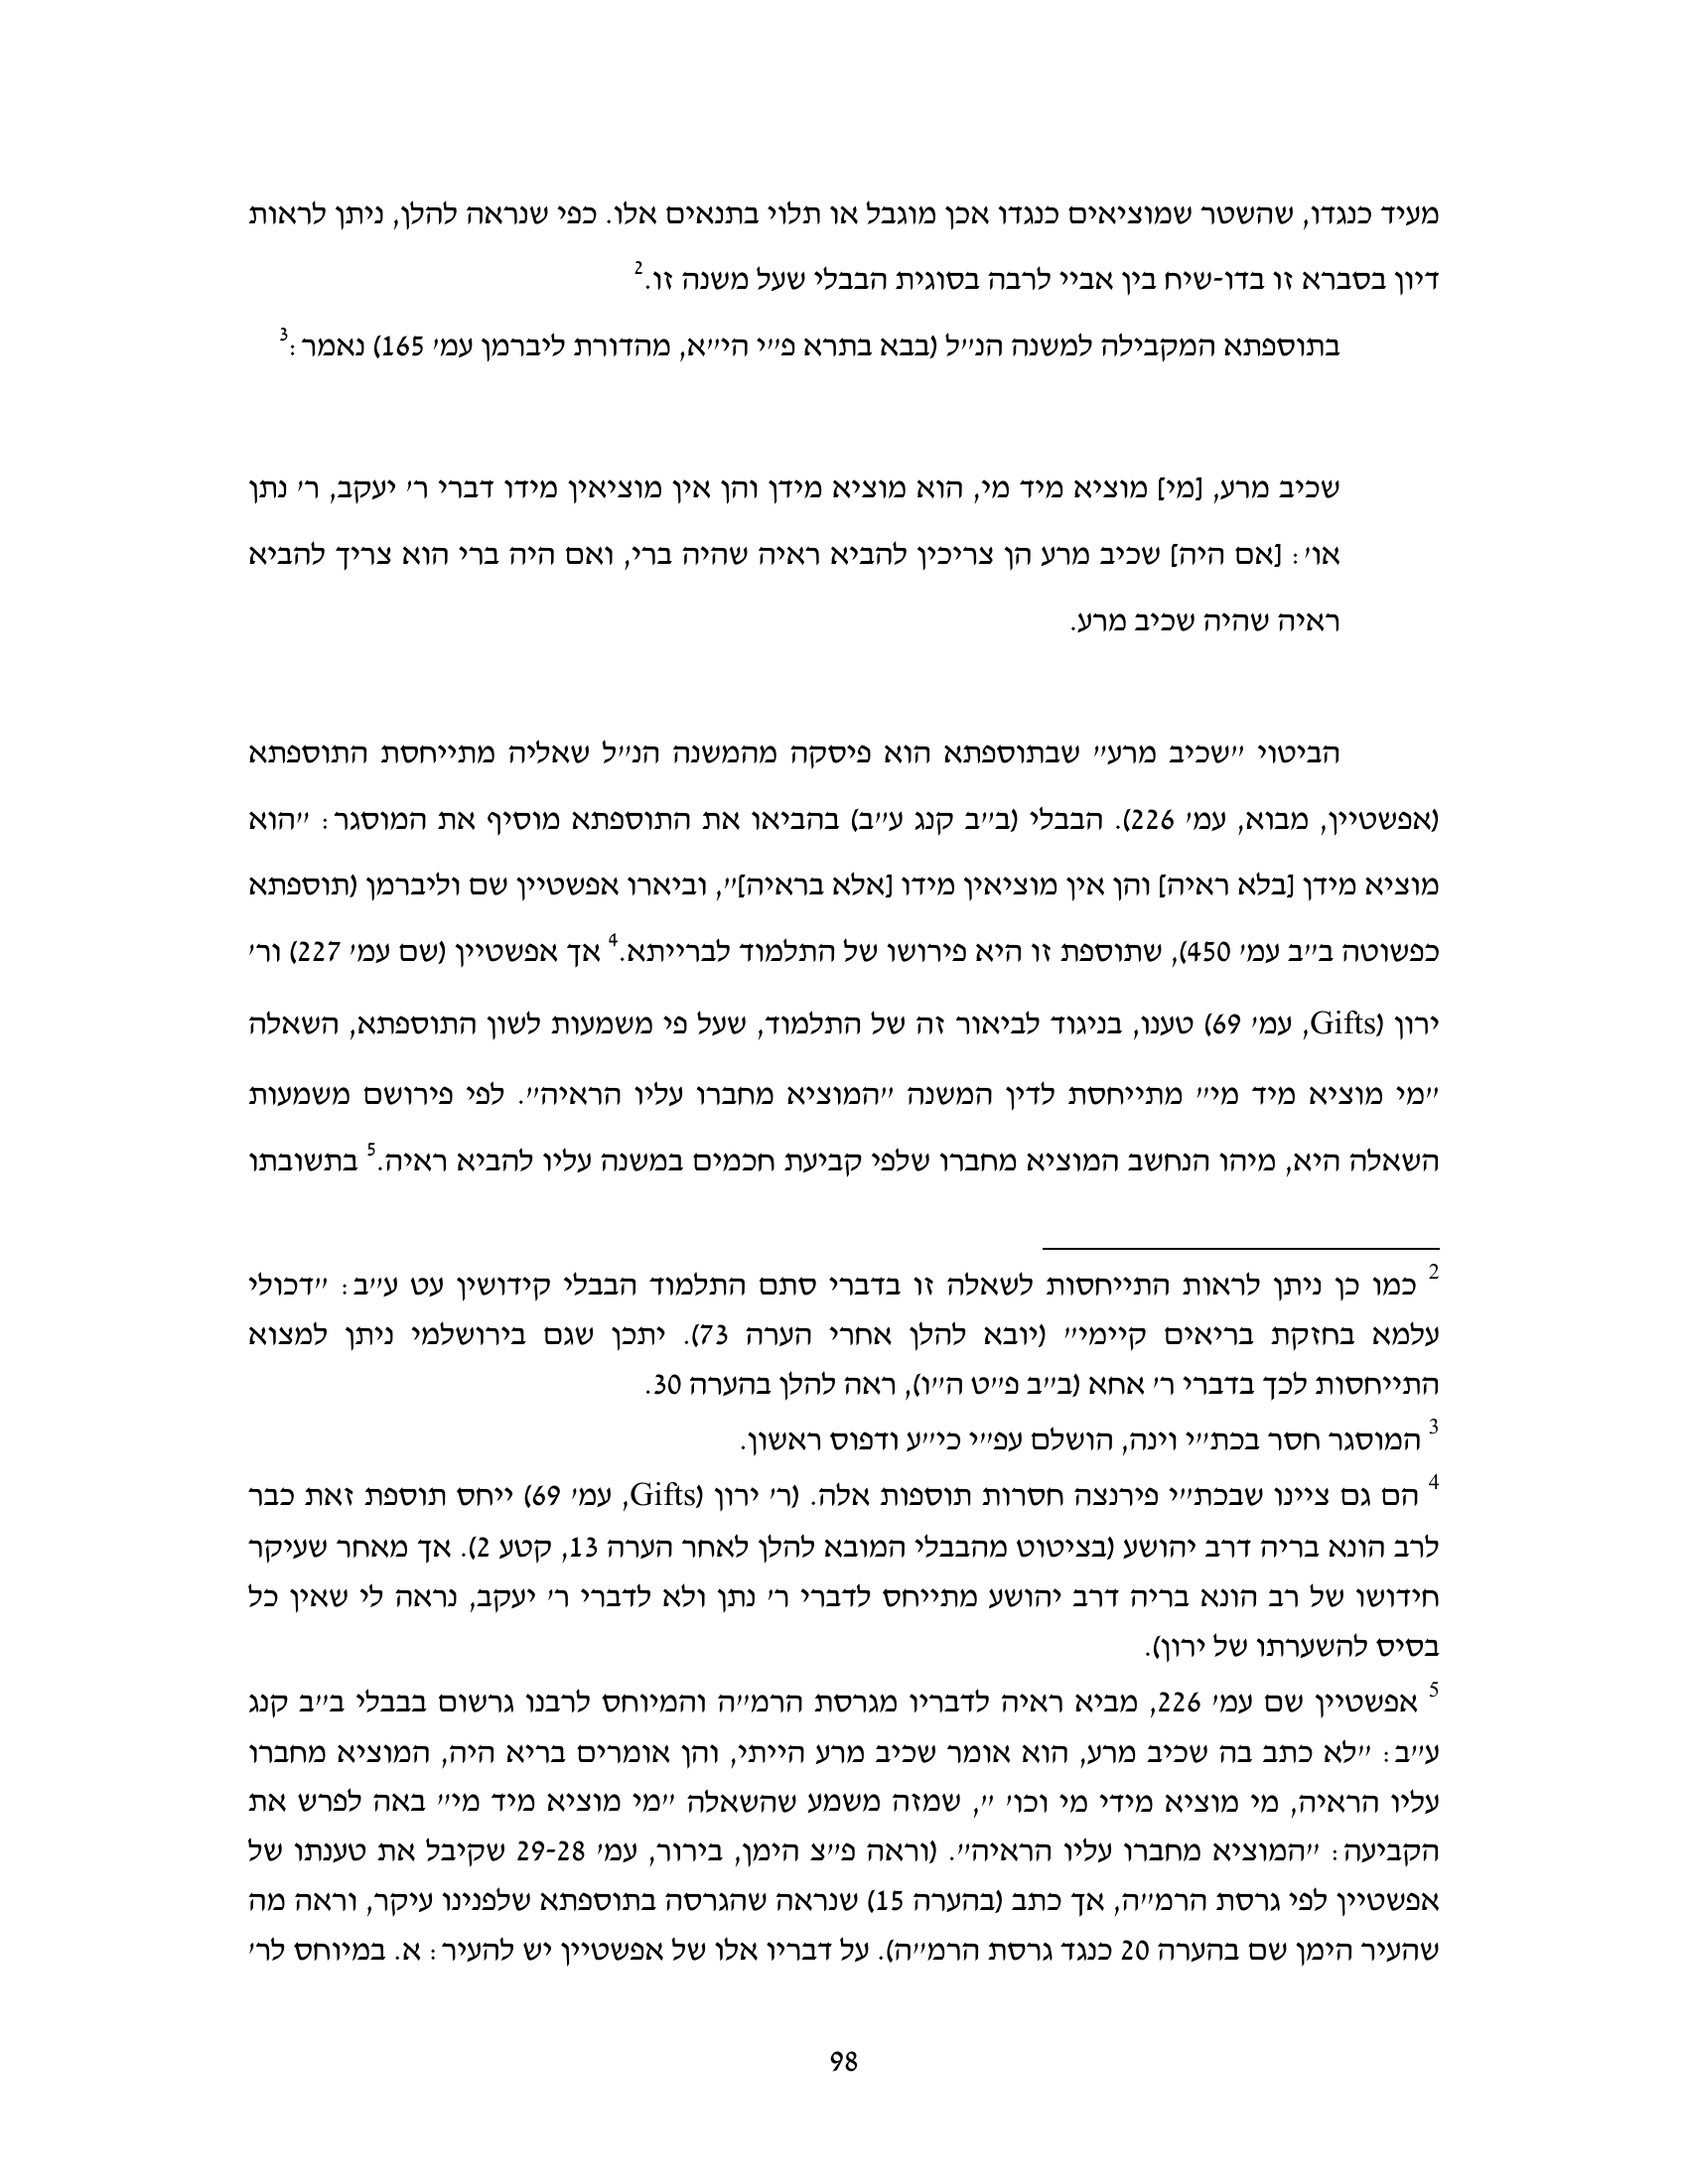 מעיד כנגדו, שהשטר שמוציאים כנגדו אכן מוגבל או תלוי בתנאים אלו. כפי שנראה להלן, ניתן לראות
דיון בסברא זו בדו-שיח בין אביי לרבה בסוגית הבבלי שעל משנה זו.2
בתוספתא המקבילה למשנה הנ״ל (בבא בתרא פ״י הי״א, מהדורת ליברמן עמ׳ 165) נאמר:3
שכיב מרע, [מי] מוציא מיד מי, הוא מוציא מידן והן אין מוציאין מידו דברי ר׳ יעקב, ר׳ נתן
או׳: [אם היה] שכיב מרע הן צריכין להביא ראיה שהיה ברי, ואם היה ברי הוא צריך להביא
ראיה שהיה שכיב מרע.
הביטוי ״שכיב מרע״ שבתוספתא הוא פיסקה מהמשנה הנ״ל שאליה מתייחסת התוספתא
(אפשטיין, מבוא, עמ׳ 226). הבבלי (ב״ב קנג ע״ב) בהביאו את התוספתא מוסיף את המוסגר: ״הוא
מוציא מידן [בלא ראיה] והן אין מוציאין מידו [אלא בראיה]״, וביארו אפשטיין שם וליברמן (תוספתא
כפשוטה ב״ב עמ׳ 450), שתוספת זו היא פירושו של התלמוד לברייתא.4 אך אפשטיין (שם עמ׳ 227) ור׳
ירון (Gifts, עמ׳ 69) טענו, בניגוד לביאור זה של התלמוד, שעל פי משמעות לשון התוספתא, השאלה
״מי מוציא מיד מי״ מתייחסת לדין המשנה ״המוציא מחברו עליו הראיה״. לפי פירושם משמעות
השאלה היא, מיהו הנחשב המוציא מחברו שלפי קביעת חכמים במשנה עליו להביא ראיה.5 בתשובתו
2 כמו כן ניתן לראות התייחסות לשאלה זו בדברי סתם התלמוד הבבלי קידושין עט ע״ב: ״דכולי
עלמא בחזקת בריאים קיימי״ (יובא להלן אחרי הערה 73). יתכן שגם בירושלמי ניתן למצוא
התייחסות לכך בדברי ר׳ אחא (ב״ב פ״ט ה״ו), ראה להלן בהערה 30.
3 המוסגר חסר בכת״י וינה, הושלם עפ״י כי״ע ודפוס ראשון.
4 הם גם ציינו שבכת״י פירנצה חסרות תוספות אלה. (ר׳ ירון (Gifts, עמ׳ 69) ייחס תוספת זאת כבר
לרב הונא בריה דרב יהושע (בציטוט מהבבלי המובא להלן לאחר הערה 13, קטע 2). אך מאחר שעיקר
חידושו של רב הונא בריה דרב יהושע מתייחס לדברי ר׳ נתן ולא לדברי ר׳ יעקב, נראה לי שאין כל
בסיס להשערתו של ירון).
5 אפשטיין שם עמ׳ 226, מביא ראיה לדבריו מגרסת הרמ״ה והמיוחס לרבנו גרשום בבבלי ב״ב קנג
ע״ב: ״לא כתב בה שכיב מרע, הוא אומר שכיב מרע הייתי, והן אומרים בריא היה, המוציא מחברו
עליו הראיה, מי מוציא מידי מי וכו׳ ״, שמזה משמע שהשאלה ״מי מוציא מיד מי״ באה לפרש את
הקביעה: ״המוציא מחברו עליו הראיה״. (וראה פ״צ הימן, בירור, עמ׳ 29-28 שקיבל את טענתו של
אפשטיין לפי גרסת הרמ״ה, אך כתב (בהערה 15) שנראה שהגרסה בתוספתא שלפנינו עיקר, וראה מה
שהעיר הימן שם בהערה 20 כנגד גרסת הרמ״ה). על דבריו אלו של אפשטיין יש להעיר: א. במיוחס לר׳
98